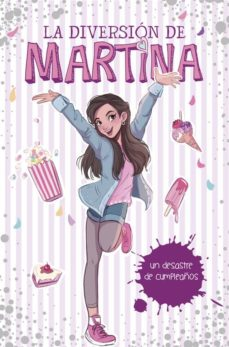 LA DIVERSIÓN DE
MARTINA
un desastre
de cumpleaños